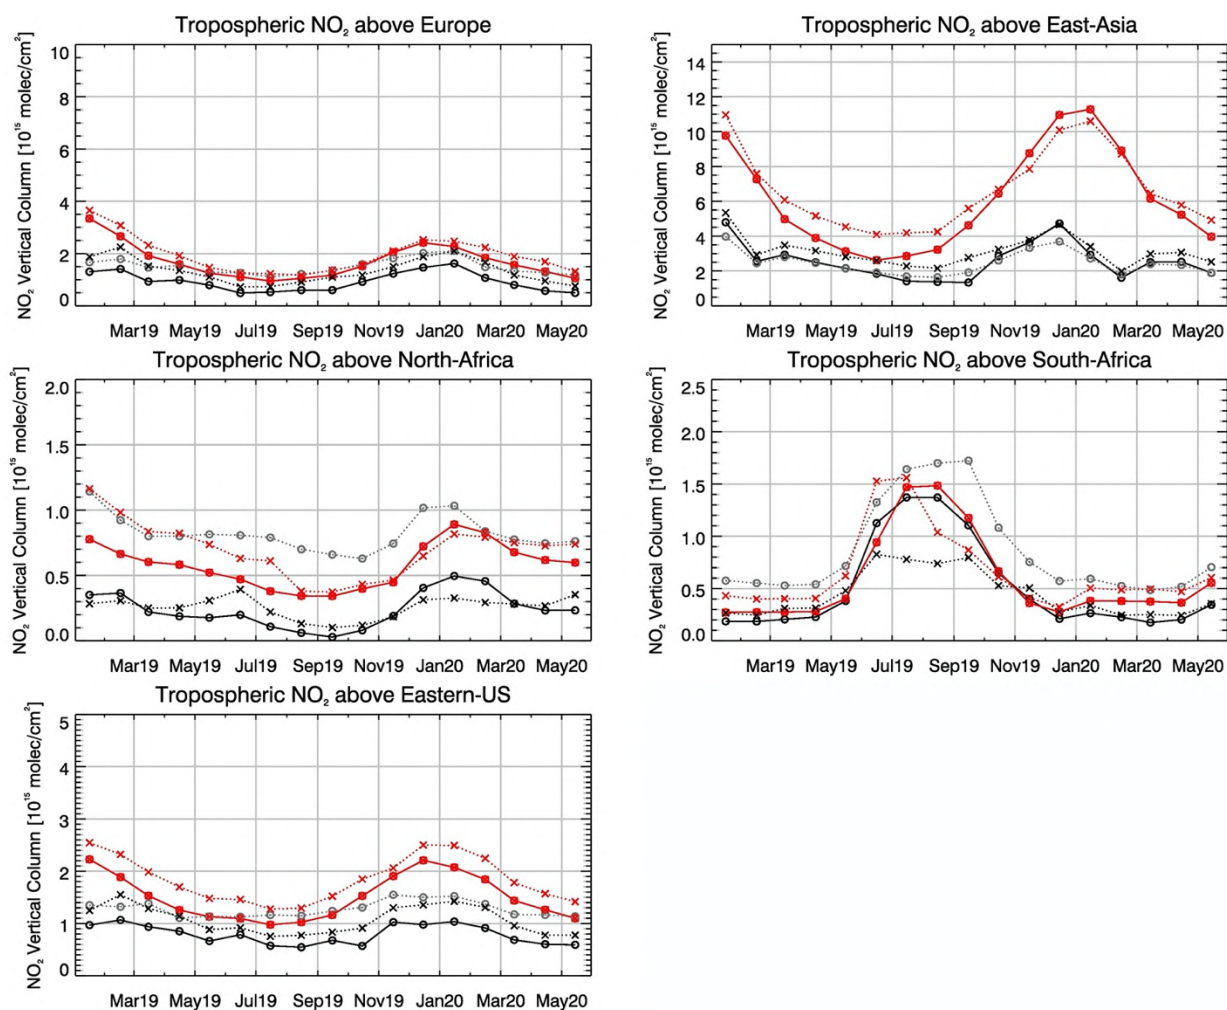 Tropospheric NO₂ above Europe
NO₂ Vertical Column [10¹⁵ molec/cm²]
10
8
6
4
2
0
Mar19 May19 Jul19 Sep19 Nov19 Jan20 Mar20 May20
Tropospheric NO₂ above East-Asia
NO₂ Vertical Column [10¹⁵ molec/cm²]
14
12
10
8
6
4
2
0
Mar19 May19 Jul19 Sep19 Nov19 Jan20 Mar20 May20
Tropospheric NO₂ above North-Africa
NO₂ Vertical Column [10¹⁵ molec/cm²]
2.0
1.5
1.0
0.5
0.0
Mar19 May19 Jul19 Sep19 Nov19 Jan20 Mar20 May20
Tropospheric NO₂ above South-Africa
NO₂ Vertical Column [10¹⁵ molec/cm²]
2.5
2.0
1.5
1.0
0.5
0.0
Mar19 May19 Jul19 Sep19 Nov19 Jan20 Mar20 May20
Tropospheric NO₂ above Eastern-US
NO₂ Vertical Column [10¹⁵ molec/cm²]
5
4
3
2
1
0
Mar19 May19 Jul19 Sep19 Nov19 Jan20 Mar20 May20